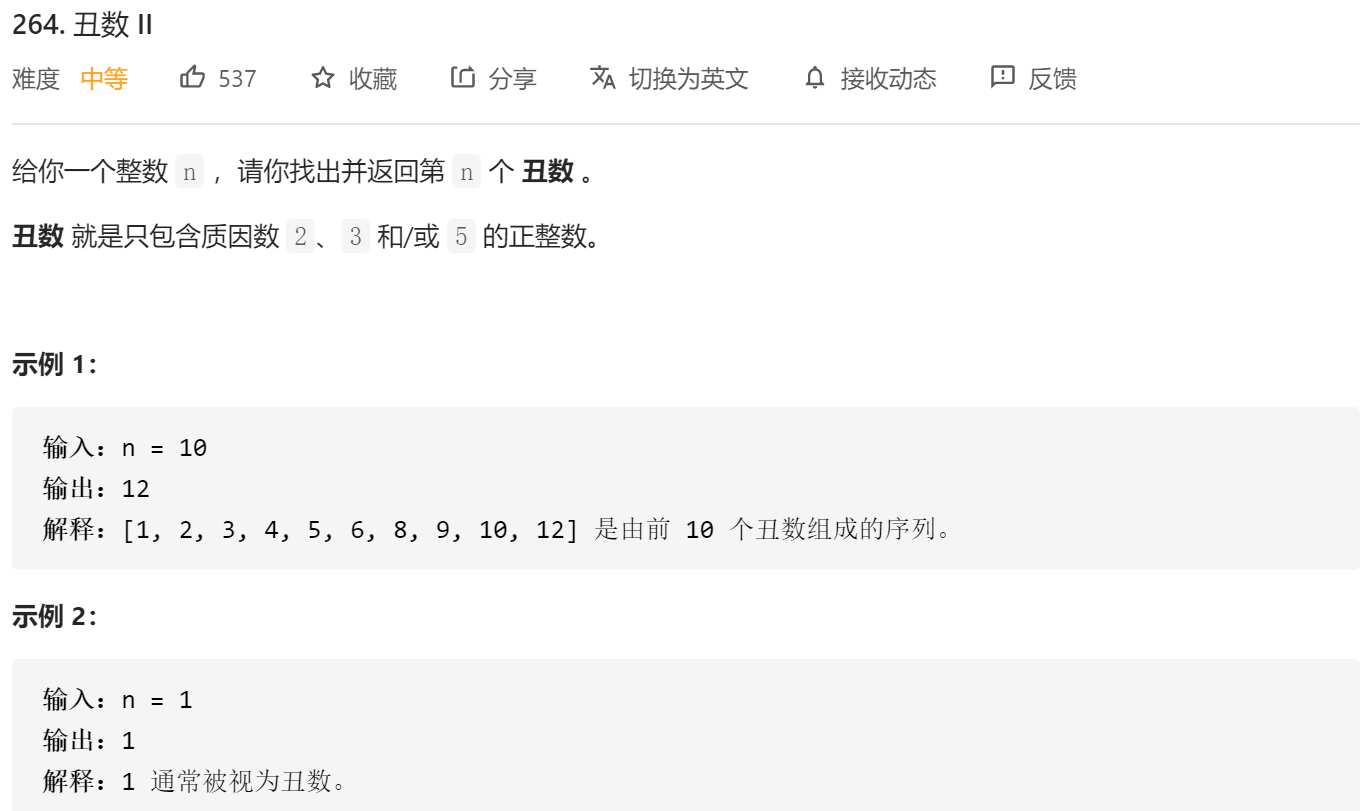 264. 丑数 II
难度 中等 537 收藏 分享 切换为英文 接收动态 反馈
给你一个整数 n ，请你找出并返回第 n 个 丑数 。
丑数 就是只包含质因数 2、3 和/或 5 的正整数。
示例 1：
输入：n = 10
输出：12
解释：[1, 2, 3, 4, 5, 6, 8, 9, 10, 12] 是由前 10 个丑数组成的序列。
示例 2：
输入：n = 1
输出：1
解释：1 通常被视为丑数。